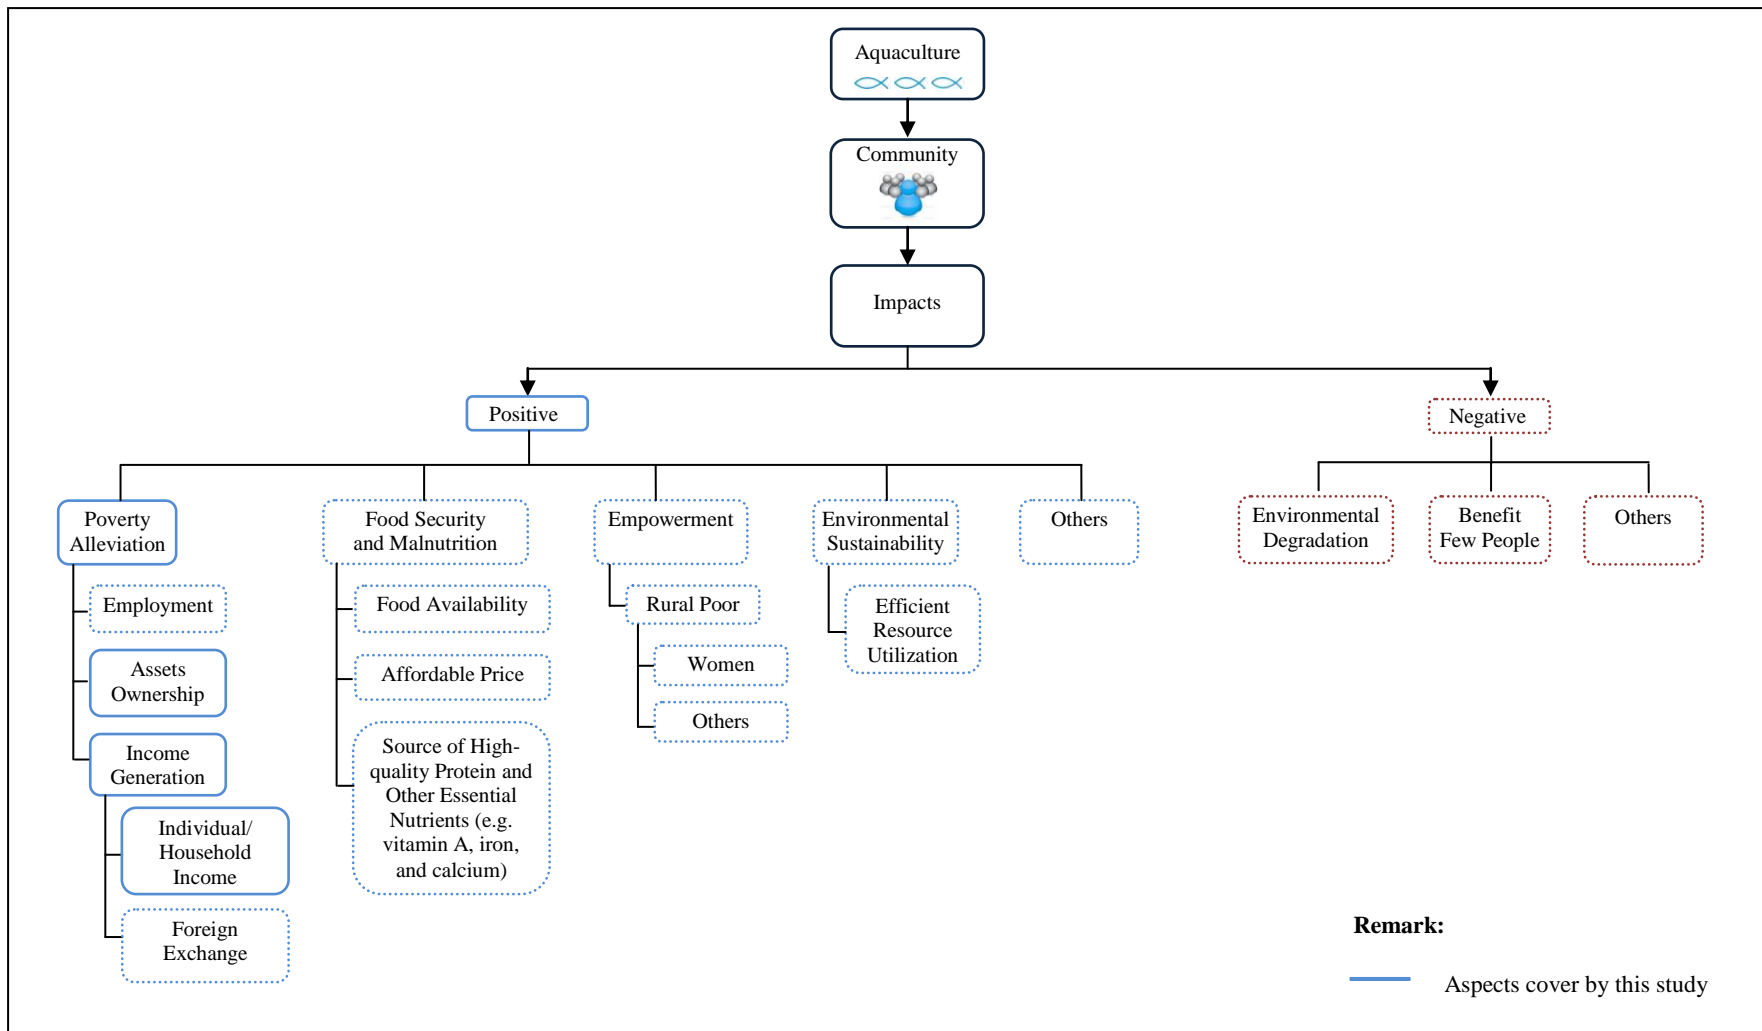 Aquaculture
Community
Impacts
Positive
Negative
Poverty
Alleviation
Food Security
and Malnutrition
Empowerment
Environmental
Sustainability
Others
Environmental
Degradation
Benefit
Few People
Others
Employment
Assets
Ownership
Income
Generation
Individual/
Household
Income
Foreign
Exchange
Food Availability
Affordable Price
Source of High-
quality Protein and
Other Essential
Nutrients (e.g.
vitamin A, iron,
and calcium)
Rural Poor
Women
Others
Efficient
Resource
Utilization
Remark:
Aspects cover by this study